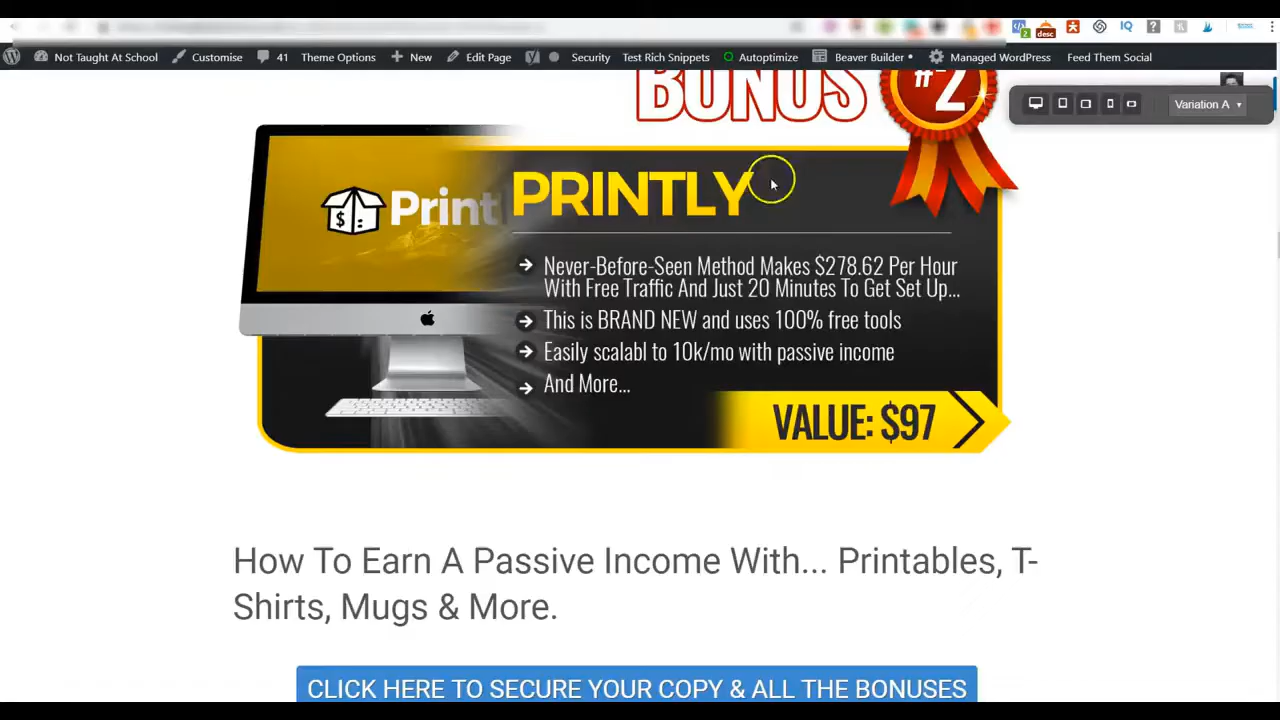 desc
2
IQ
?
Not Taught At School
Customise
41
Theme Options
New
Edit Page
Security
Test Rich Snippets
Autoptimize
Beaver Builder
Managed WordPress
Feed Them Social
Variation A
BONUS
#2
Print
PRINTLY
$
Never-Before-Seen Method Makes $278.62 Per Hour
With Free Traffic And Just 20 Minutes To Get Set Up...
This is BRAND NEW and uses 100% free tools
Easily scalabl to 10k/mo with passive income
And More...
VALUE: $97
How To Earn A Passive Income With... Printables, T-
Shirts, Mugs & More.
CLICK HERE TO SECURE YOUR COPY & ALL THE BONUSES